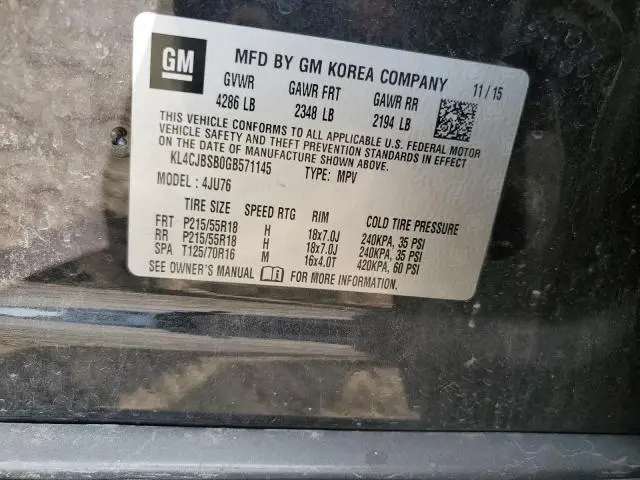 GM
MFD BY GM KOREA COMPANY 11/15
GVWR GAWR FRT GAWR RR
4286 LB 2348 LB 2194 LB
THIS VEHICLE CONFORMS TO ALL APPLICABLE U.S. FEDERAL MOTOR
VEHICLE SAFETY, BUMPER, AND THEFT PREVENTION STANDARDS IN EFFECT
ON THE DATE OF MANUFACTURE SHOWN ABOVE.
KL4CJBSB0GB571145 TYPE: MPV
MODEL: 4JU76
TIRE SIZE SPEED RTG RIM COLD TIRE PRESSURE
FRT P215/55R18 H 18x7.0J 240KPA, 35 PSI
RR P215/55R18 H 18x7.0J 240KPA, 35 PSI
SPA T125/70R16 M 16x4.0T 420KPA, 60 PSI
SEE OWNER'S MANUAL FOR MORE INFORMATION.